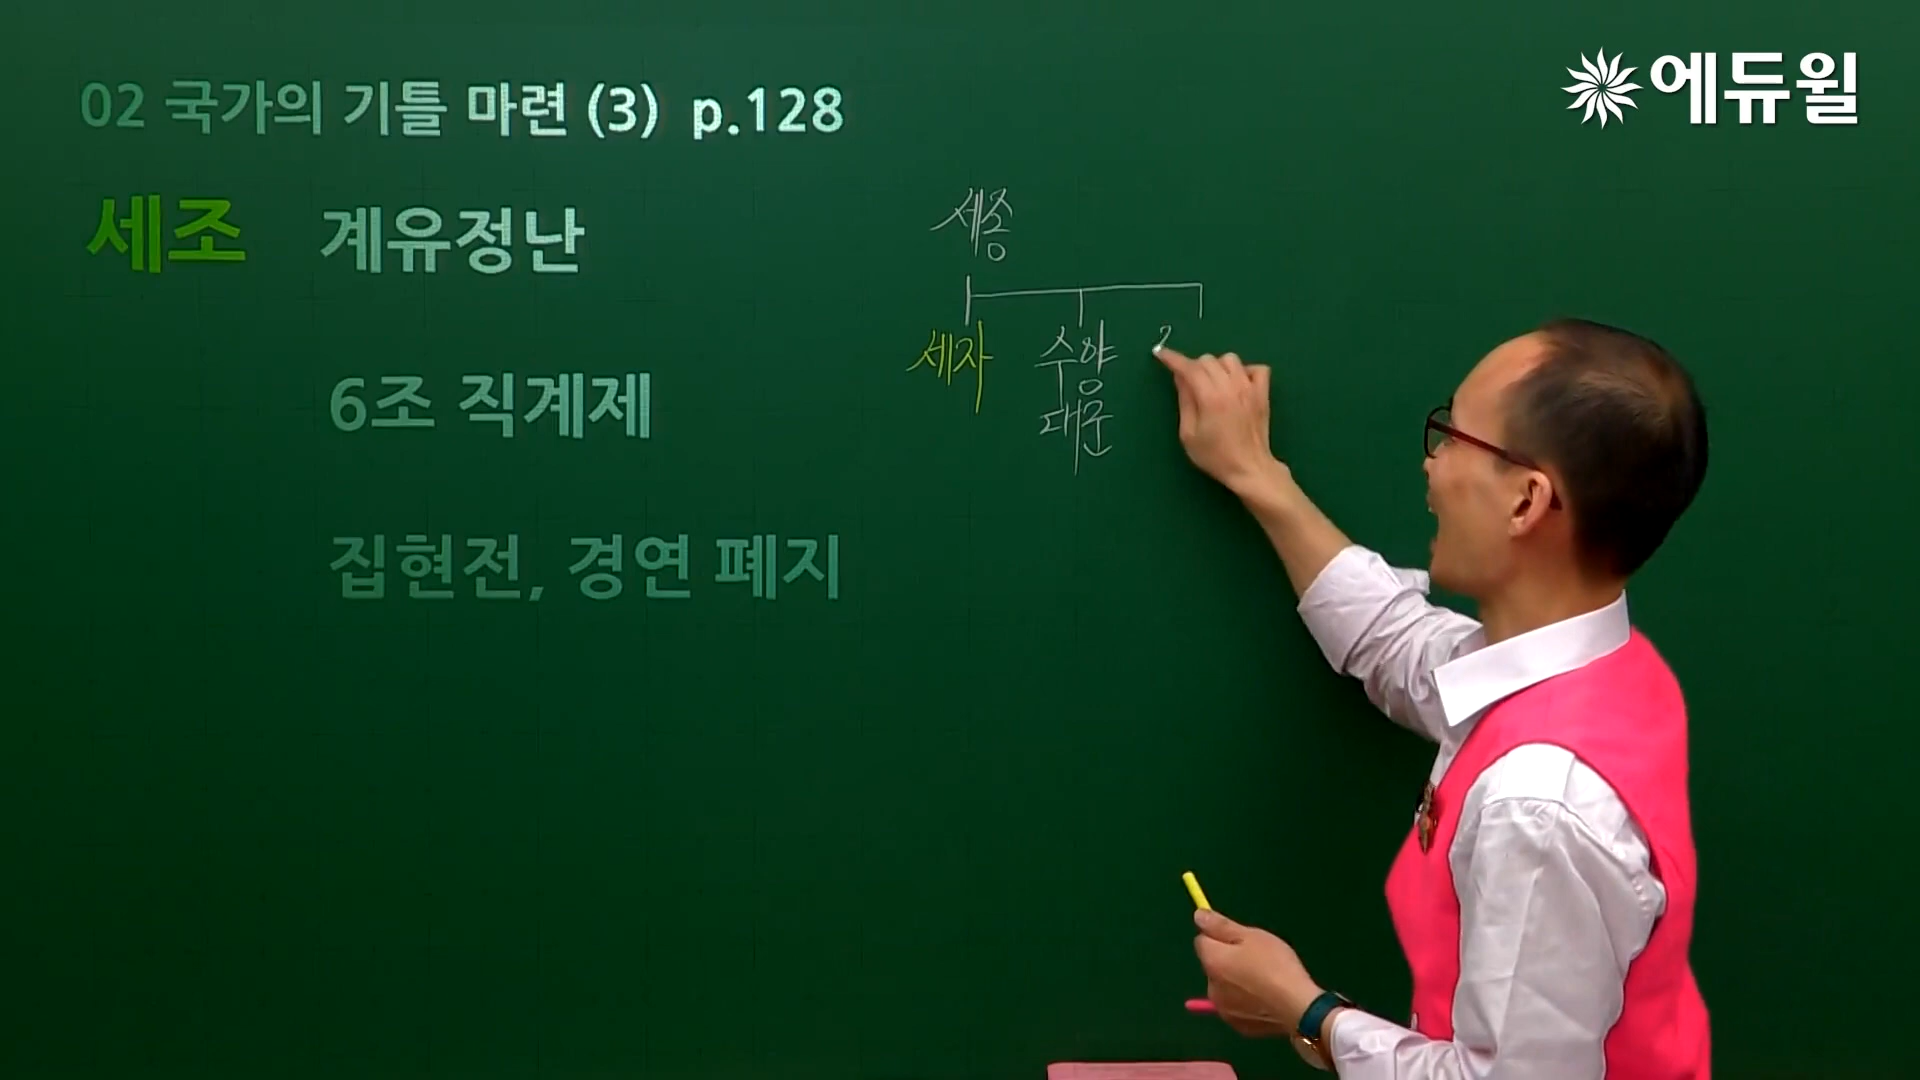 02 국가의 기틀 마련 (3) p.128
에듀윌
세조 계유정난
6조 직계제
집현전, 경연 폐지
세종
세자 수양
대군